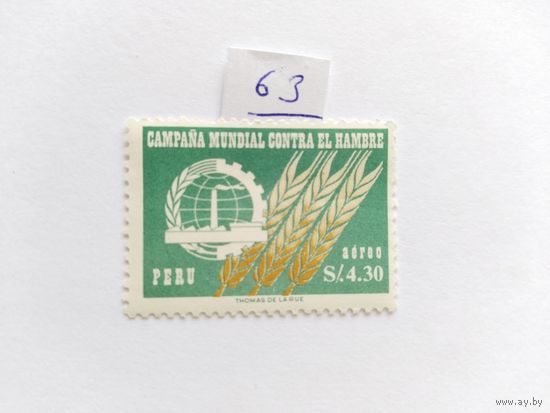 63
CAMPAÑA MUNDIAL CONTRA EL HAMBRE
aéreo
PERU S/.4.30
THOMAS DE LA RUE
© www.ay.by